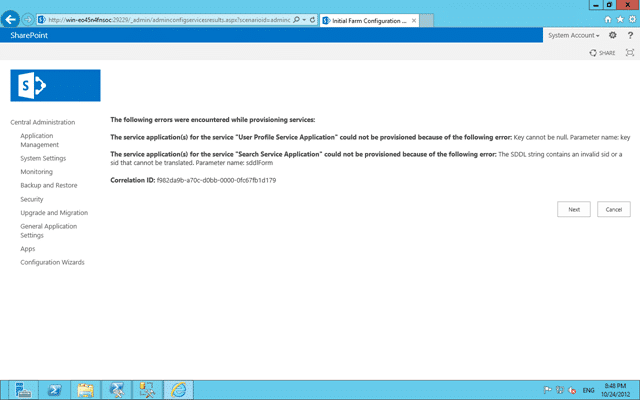 http://win-eo45n4fnsoc:29229/_admin/adminconfigservicesresults.aspx?scenarioid=adminc
Initial Farm Configuration ...
SharePoint
System Account
?
SHARE
S
Central Administration
Application
Management
System Settings
Monitoring
Backup and Restore
Security
Upgrade and Migration
General Application
Settings
Apps
Configuration Wizards
The following errors were encountered while provisioning services:
The service application(s) for the service "User Profile Service Application" could not be provisioned because of the following error: Key cannot be null. Parameter name: key
The service application(s) for the service "Search Service Application" could not be provisioned because of the following error: The SDDL string contains an invalid sid or a
sid that cannot be translated. Parameter name: sddlForm
Correlation ID: f982da9b-a70c-d0bb-0000-0fc67fb1d179
Next
Cancel
ENG
8:48 PM
10/24/2012